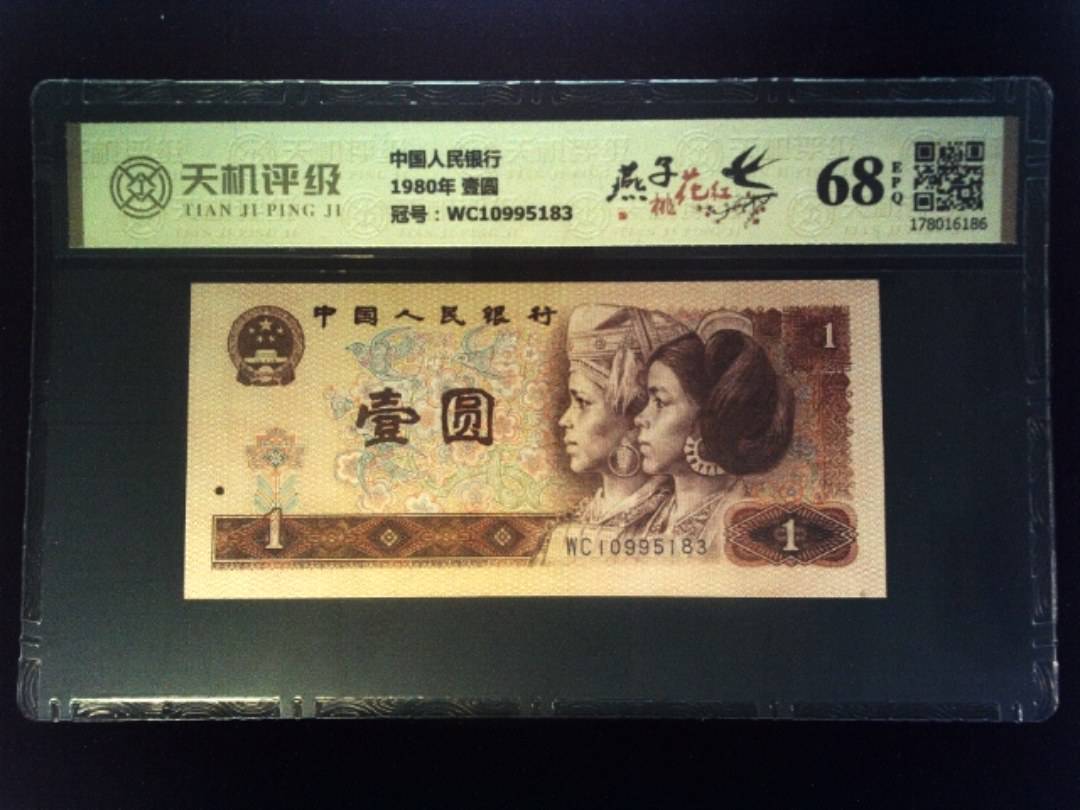 天机评级
TIAN JI PING JI
中国人民银行
1980年 壹圆
冠号：WC10995183
燕子
桃花红
68
EPQ
178016186
中国人民银行
壹圆
1
1
WC10995183
1